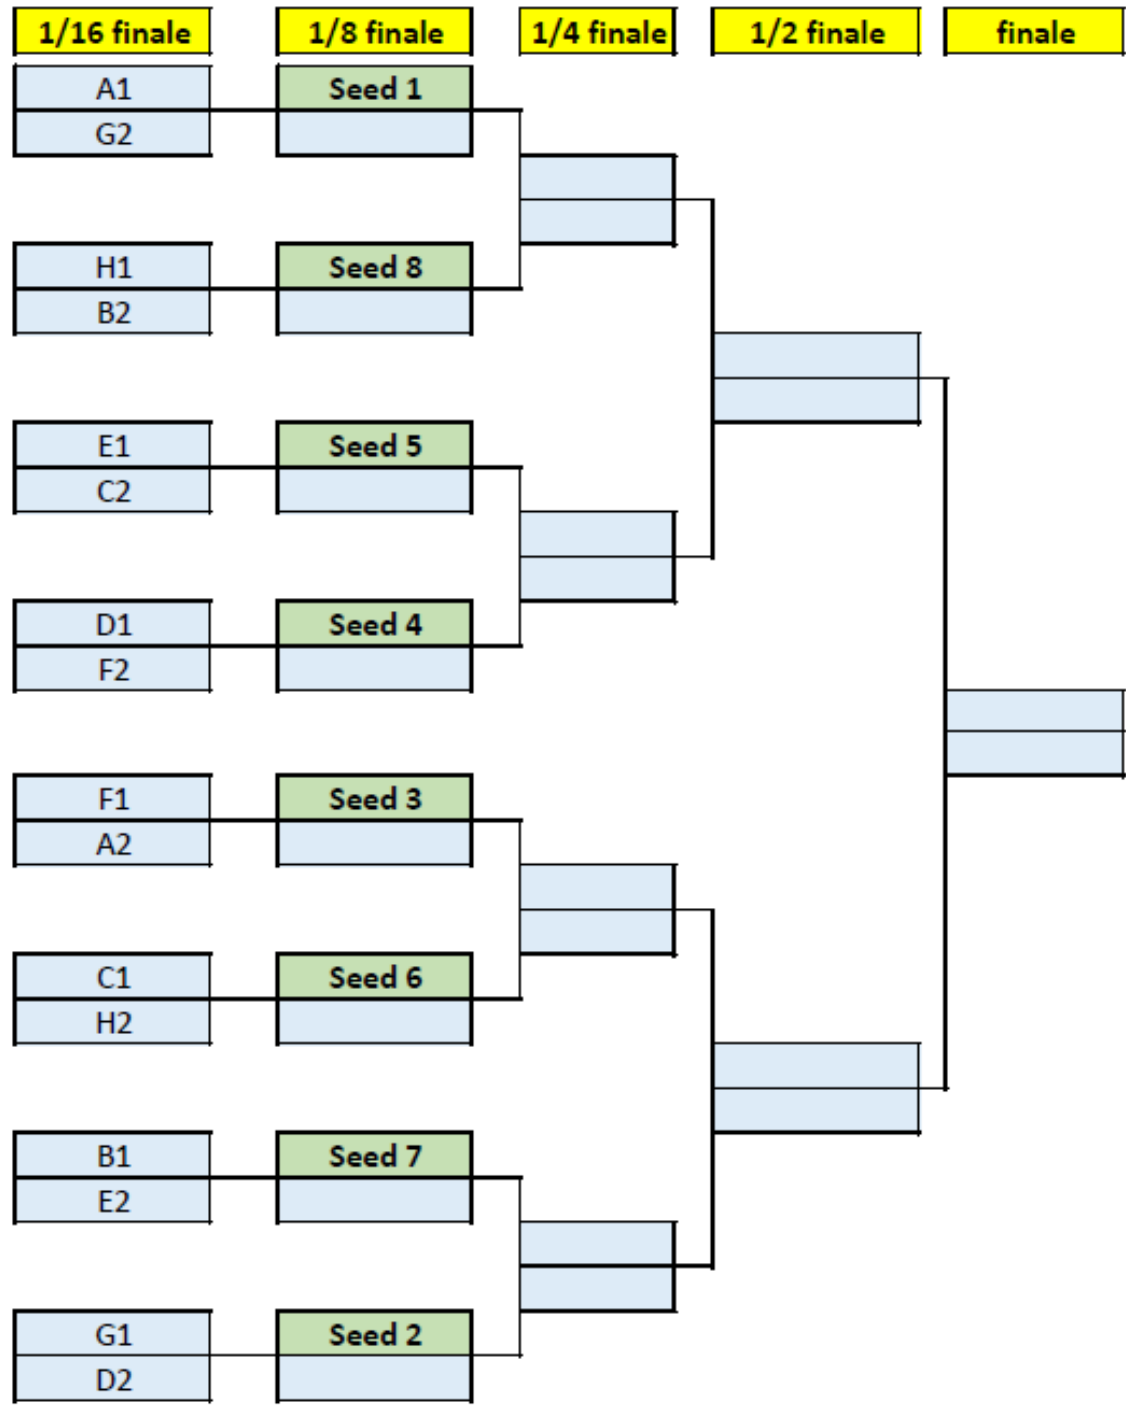 1/16 finale 1/8 finale 1/4 finale 1/2 finale finale
A1 Seed 1
G2
H1 Seed 8
B2
E1 Seed 5
C2
D1 Seed 4
F2
F1 Seed 3
A2
C1 Seed 6
H2
B1 Seed 7
E2
G1 Seed 2
D2